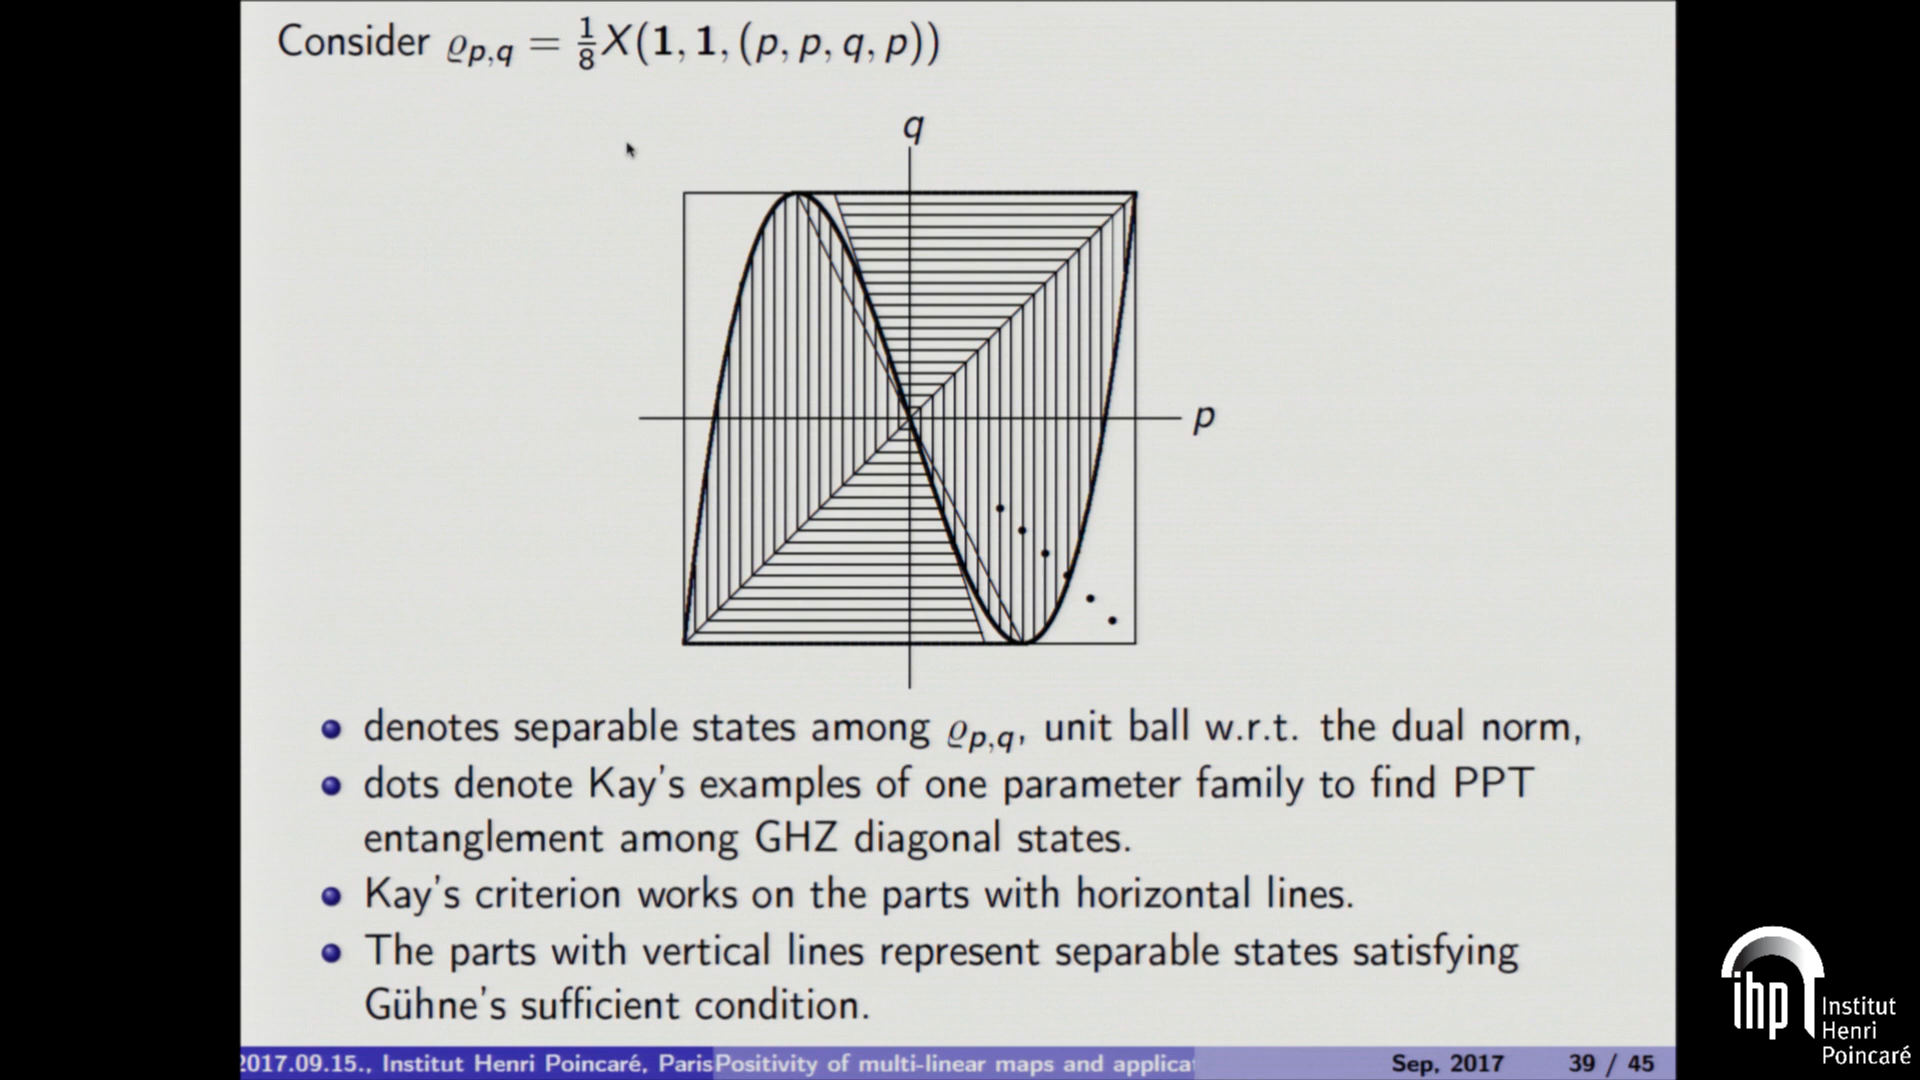 Consider ϱp,q = 1/8 X(1, 1, (p, p, q, p))
q
p
denotes separable states among ϱp,q, unit ball w.r.t. the dual norm,
dots denote Kay's examples of one parameter family to find PPT
entanglement among GHZ diagonal states.
Kay's criterion works on the parts with horizontal lines.
The parts with vertical lines represent separable states satisfying
Gühne's sufficient condition.
2017.09.15., Institut Henri Poincaré, Paris Positivity of multi-linear maps and applicat Sep, 2017 39 / 45
ihp Institut
Henri
Poincaré